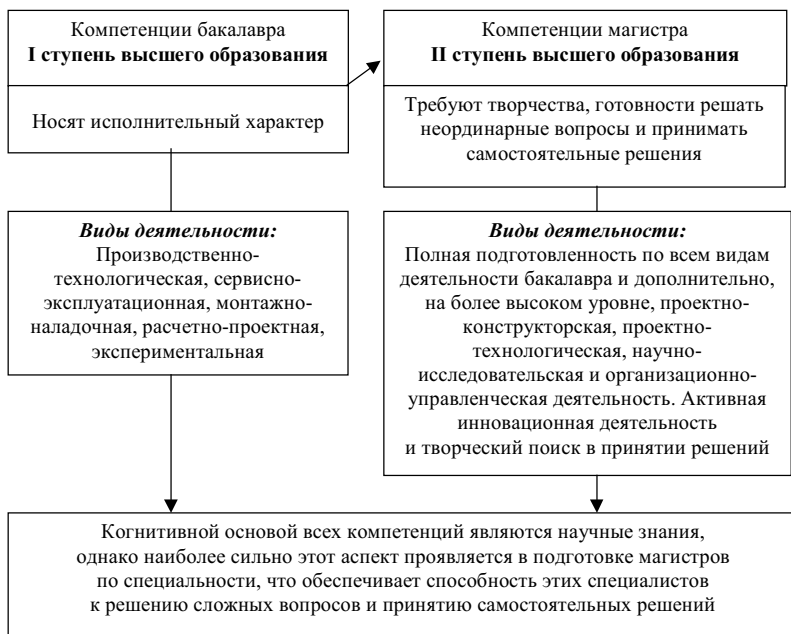 Компетенции бакалавра
I ступень высшего образования
Носят исполнительный характер
Компетенции магистра
II ступень высшего образования
Требуют творчества, готовности решать
неординарные вопросы и принимать
самостоятельные решения
Виды деятельности:
Производственно-
технологическая, сервисно-
эксплуатационная, монтажно-
наладочная, расчетно-проектная,
экспериментальная
Виды деятельности:
Полная подготовленность по всем видам
деятельности бакалавра и дополнительно,
на более высоком уровне, проектно-
конструкторская, проектно-
технологическая, научно-
исследовательская и организационно-
управленческая деятельность. Активная
инновационная деятельность
и творческий поиск в принятии решений
Когнитивной основой всех компетенций являются научные знания,
однако наиболее сильно этот аспект проявляется в подготовке магистров
по специальности, что обеспечивает способность этих специалистов
к решению сложных вопросов и принятию самостоятельных решений